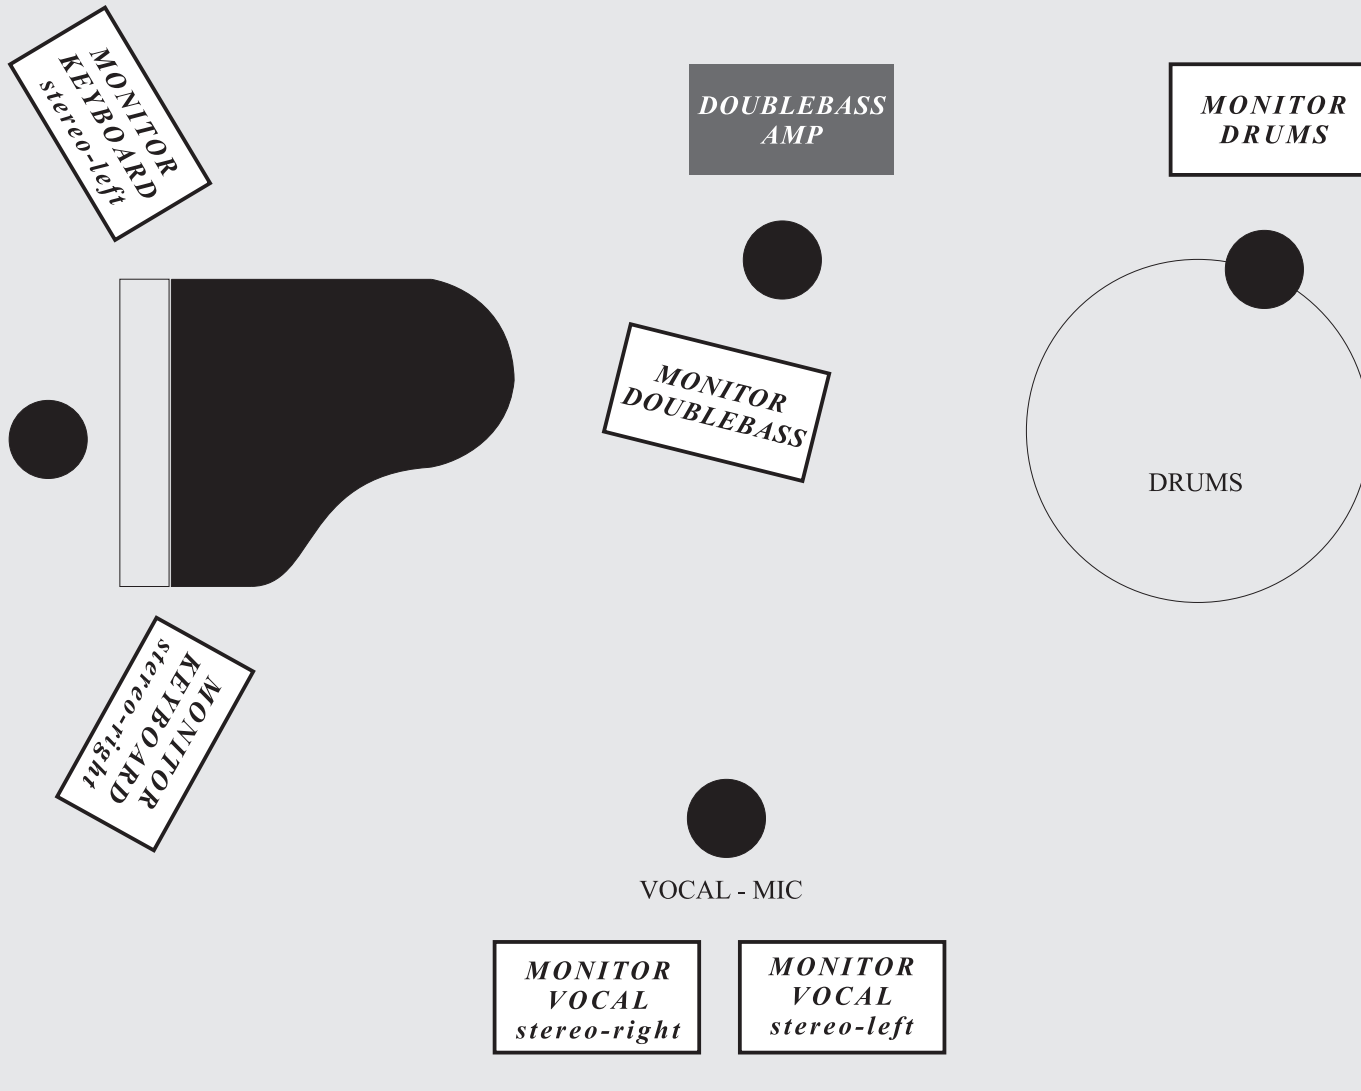 MONITOR
KEYBOARD
stereo-left
DOUBLEBASS
AMP
MONITOR
DRUMS
MONITOR
DOUBLEBASS
DRUMS
MONITOR
KEYBOARD
stereo-right
VOCAL - MIC
MONITOR
VOCAL
stereo-right
MONITOR
VOCAL
stereo-left